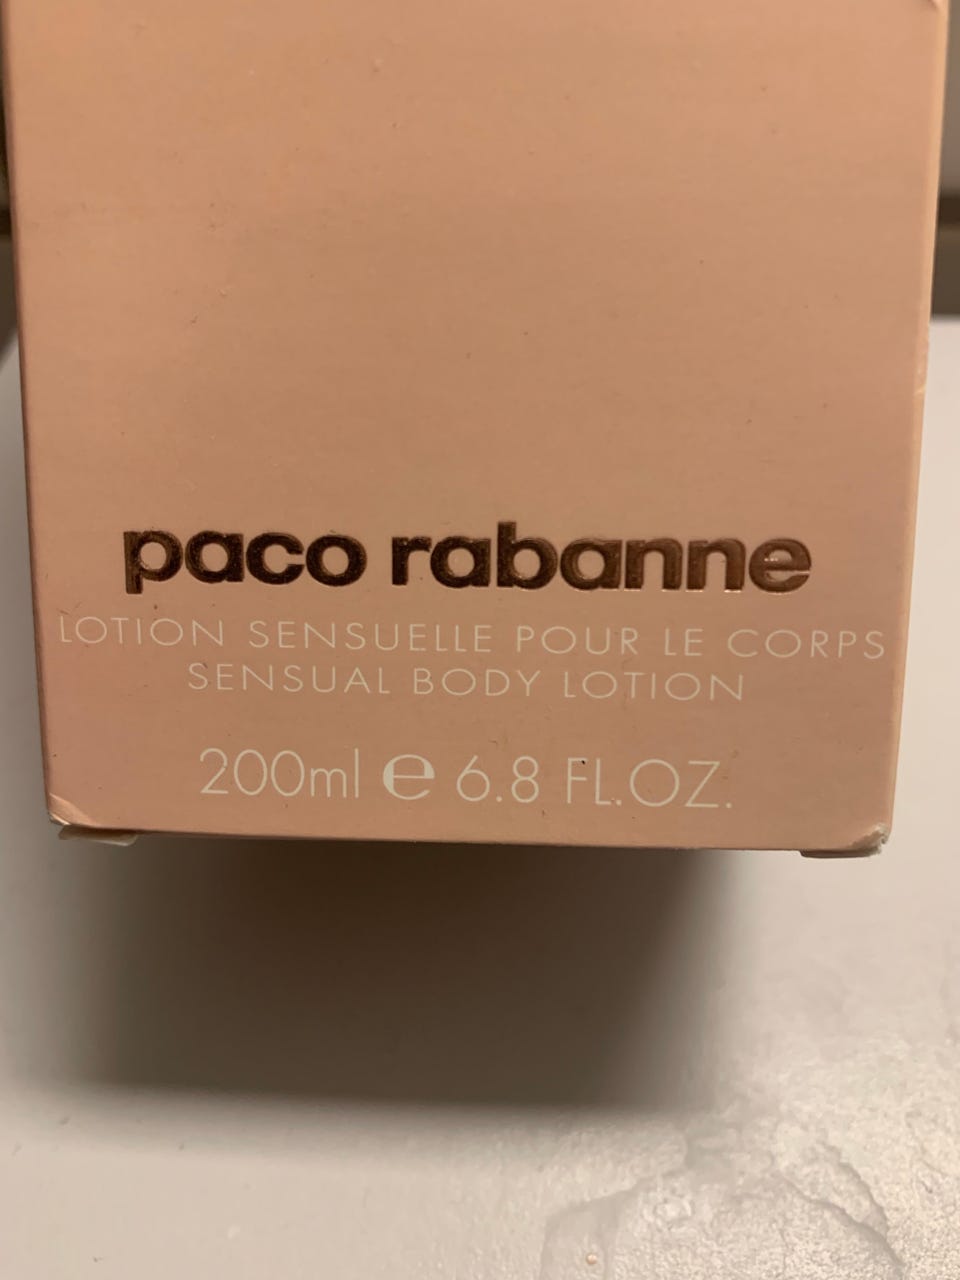 paco rabanne
LOTION SENSUELLE POUR LE CORPS
SENSUAL BODY LOTION
200ml e 6.8 FL.OZ.